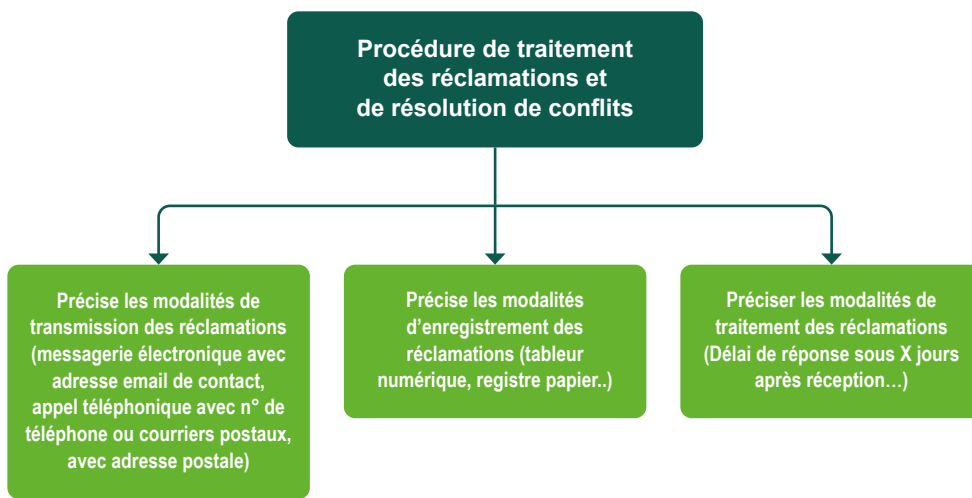 Procédure de traitement
des réclamations et
de résolution de conflits
Précise les modalités de
transmission des réclamations
(messagerie électronique avec
adresse email de contact,
appel téléphonique avec n° de
téléphone ou courriers postaux,
avec adresse postale)
Précise les modalités
d’enregistrement des
réclamations (tableur
numérique, registre papier..)
Préciser les modalités de
traitement des réclamations
(Délai de réponse sous X jours
après réception…)